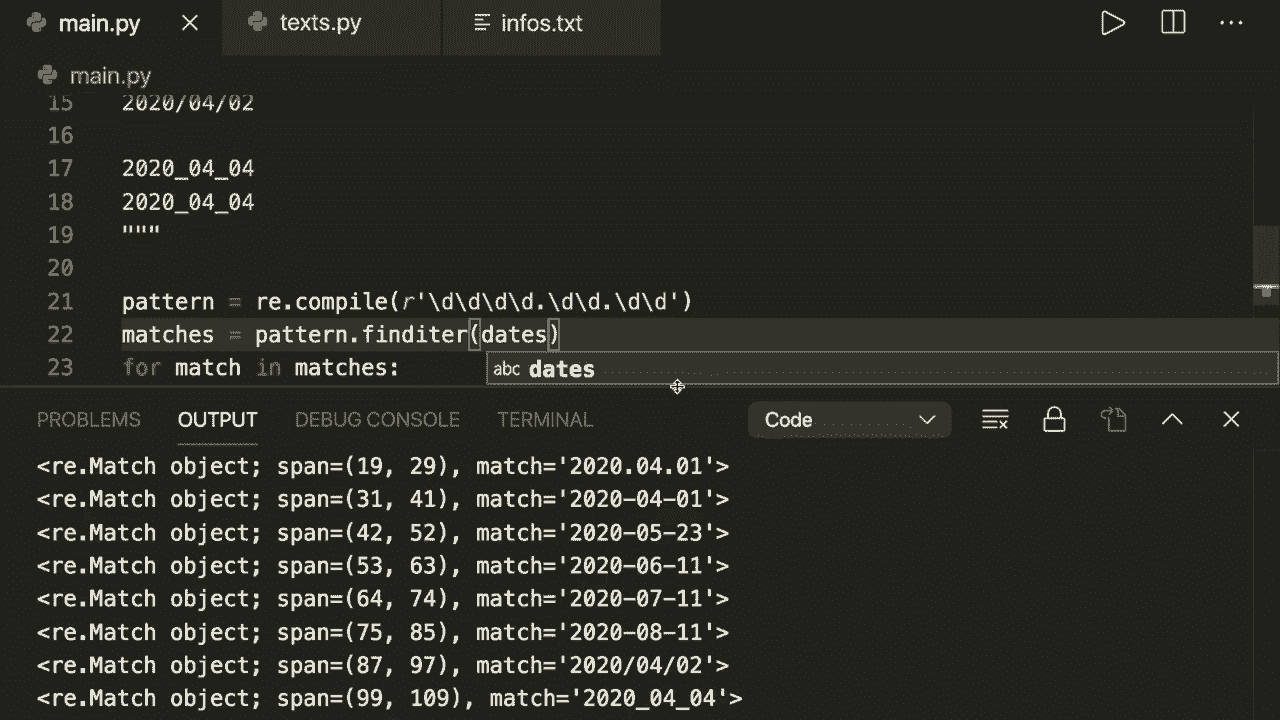 main.py texts.py infos.txt
main.py
15 2020/04/02
16
17 2020_04_04
18 2020_04_04
19 """
20
21 pattern = re.compile(r'\d\d\d\d.\d\d.\d\d')
22 matches = pattern.finditer(dates)
23 for match in matches:
abc dates
PROBLEMS OUTPUT DEBUG CONSOLE TERMINAL Code
<re.Match object; span=(19, 29), match='2020.04.01'>
<re.Match object; span=(31, 41), match='2020-04-01'>
<re.Match object; span=(42, 52), match='2020-05-23'>
<re.Match object; span=(53, 63), match='2020-06-11'>
<re.Match object; span=(64, 74), match='2020-07-11'>
<re.Match object; span=(75, 85), match='2020-08-11'>
<re.Match object; span=(87, 97), match='2020/04/02'>
<re.Match object; span=(99, 109), match='2020_04_04'>